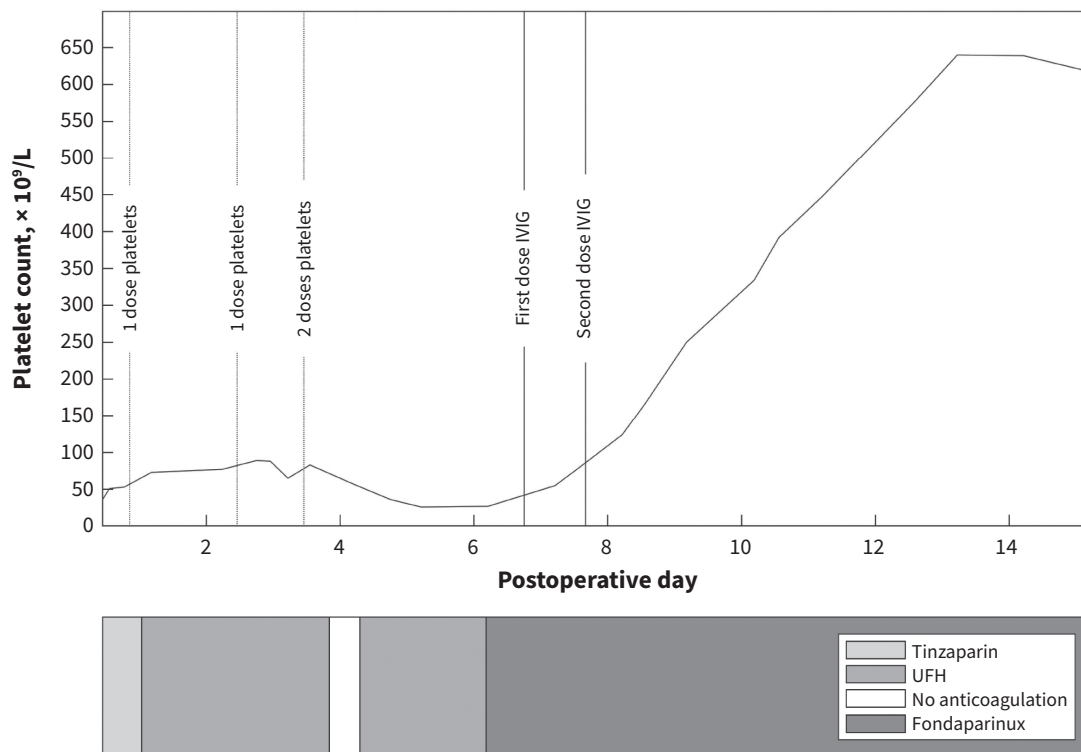 Platelet count, × 10⁹/L
650
600
550
500
450
400
350
300
250
200
150
100
50
0
1 dose platelets
1 dose platelets
2 doses platelets
First dose IVIG
Second dose IVIG
2
4
6
8
10
12
14
Postoperative day
Tinzaparin
UFH
No anticoagulation
Fondaparinux